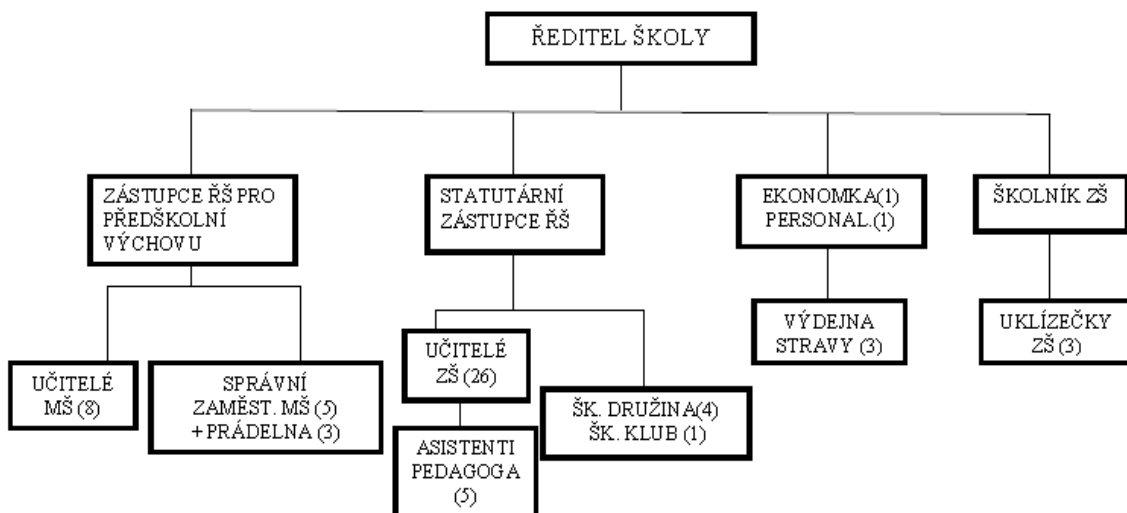 ŘEDITEL ŠKOLY
ZÁSTUPCE ŘŠ PRO
PŘEDŠKOLNÍ
VÝCHOVU
STATUTÁRNÍ
ZÁSTUPCE ŘŠ
EKONOMKA(1)
PERSONAL.(1)
ŠKOLNÍK ZŠ
UČITELÉ
MŠ (8)
SPRÁVNÍ
ZAMĚST. MŠ (5)
+PRÁDELNA (3)
UČITELÉ
ZŠ (26)
ASISTENTI
PEDAGOGA
(5)
ŠK. DRUŽINA(4)
ŠK. KLUB (1)
VÝDEJNA
STRAVY (3)
UKLÍZEČKY
ZŠ (3)